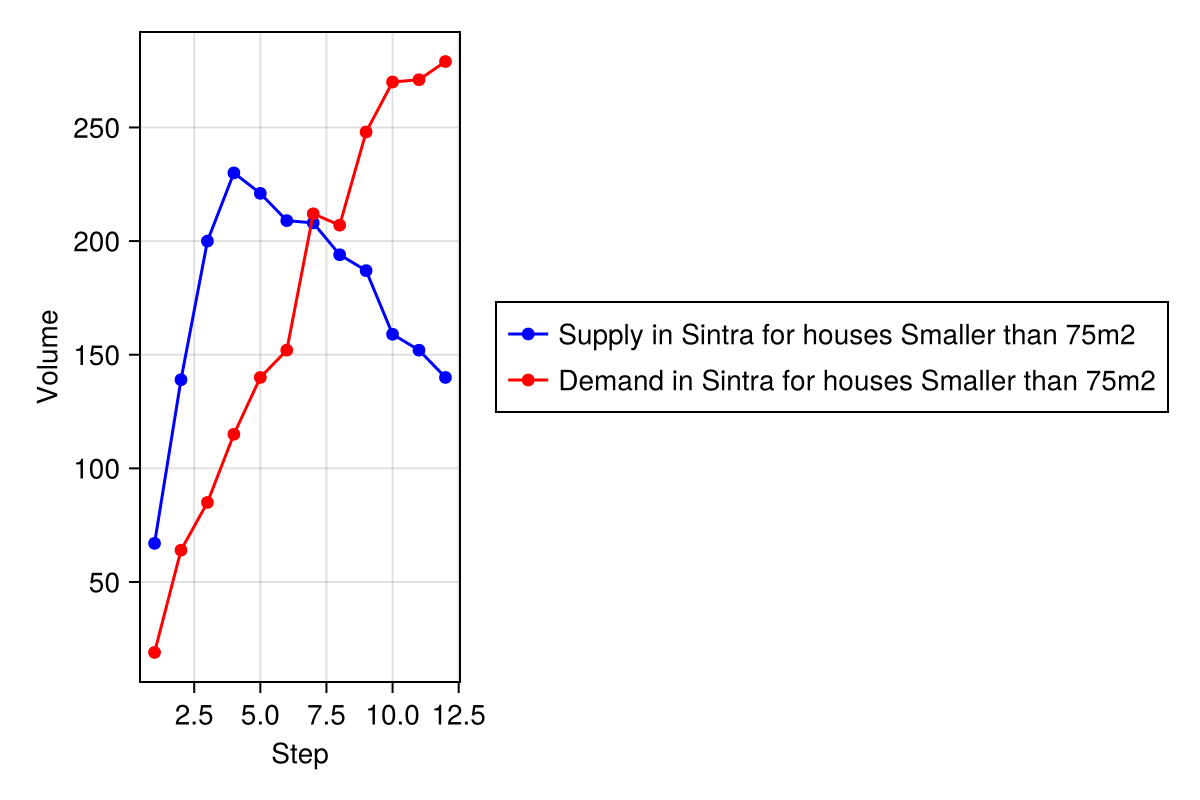 250
200
150
100
50
Volume
2.5 5.0 7.5 10.0 12.5
Step
Supply in Sintra for houses Smaller than 75m2
Demand in Sintra for houses Smaller than 75m2